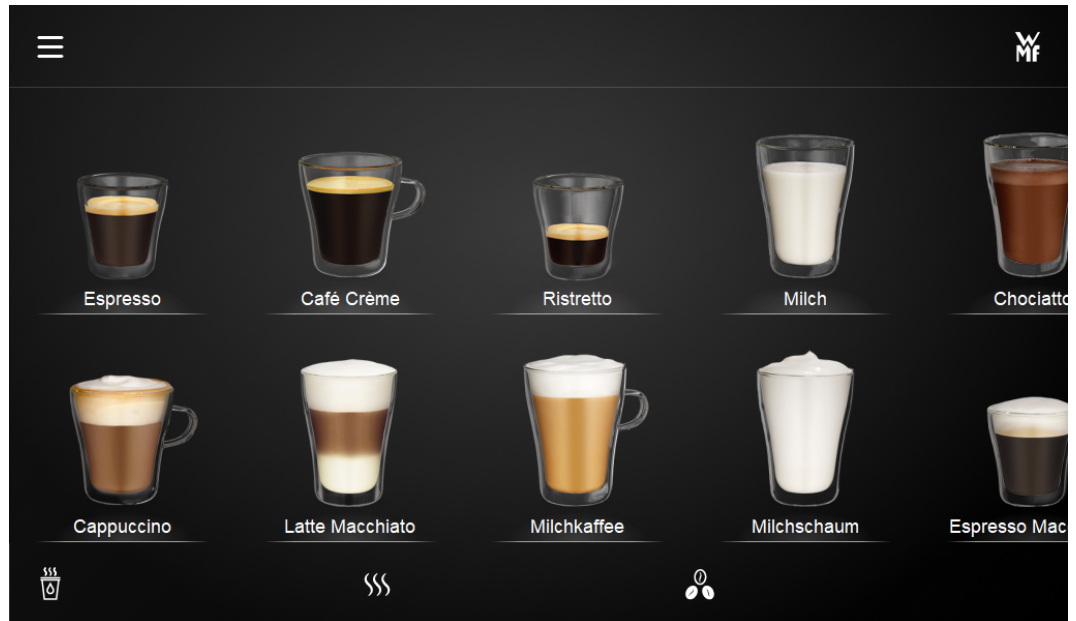 WMF
Espresso
Café Crème
Ristretto
Milch
Chociatto
Cappuccino
Latte Macchiato
Milchkaffee
Milchschaum
Espresso Mac